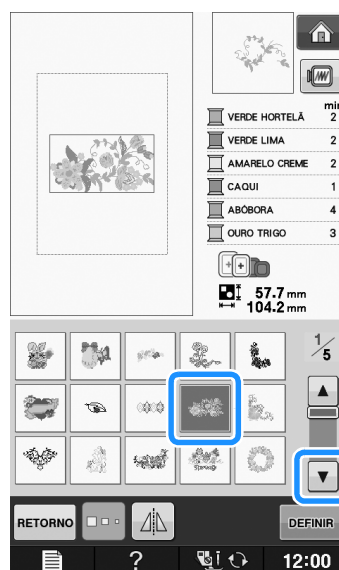 min
VERDE HORTELÃ 2
VERDE LIMA 2
AMARELO CREME 2
CAQUI 1
ABÓBORA 4
OURO TRIGO 3
57.7 mm
104.2 mm
1/5
RETORNO
DEFINIR
?
12:00